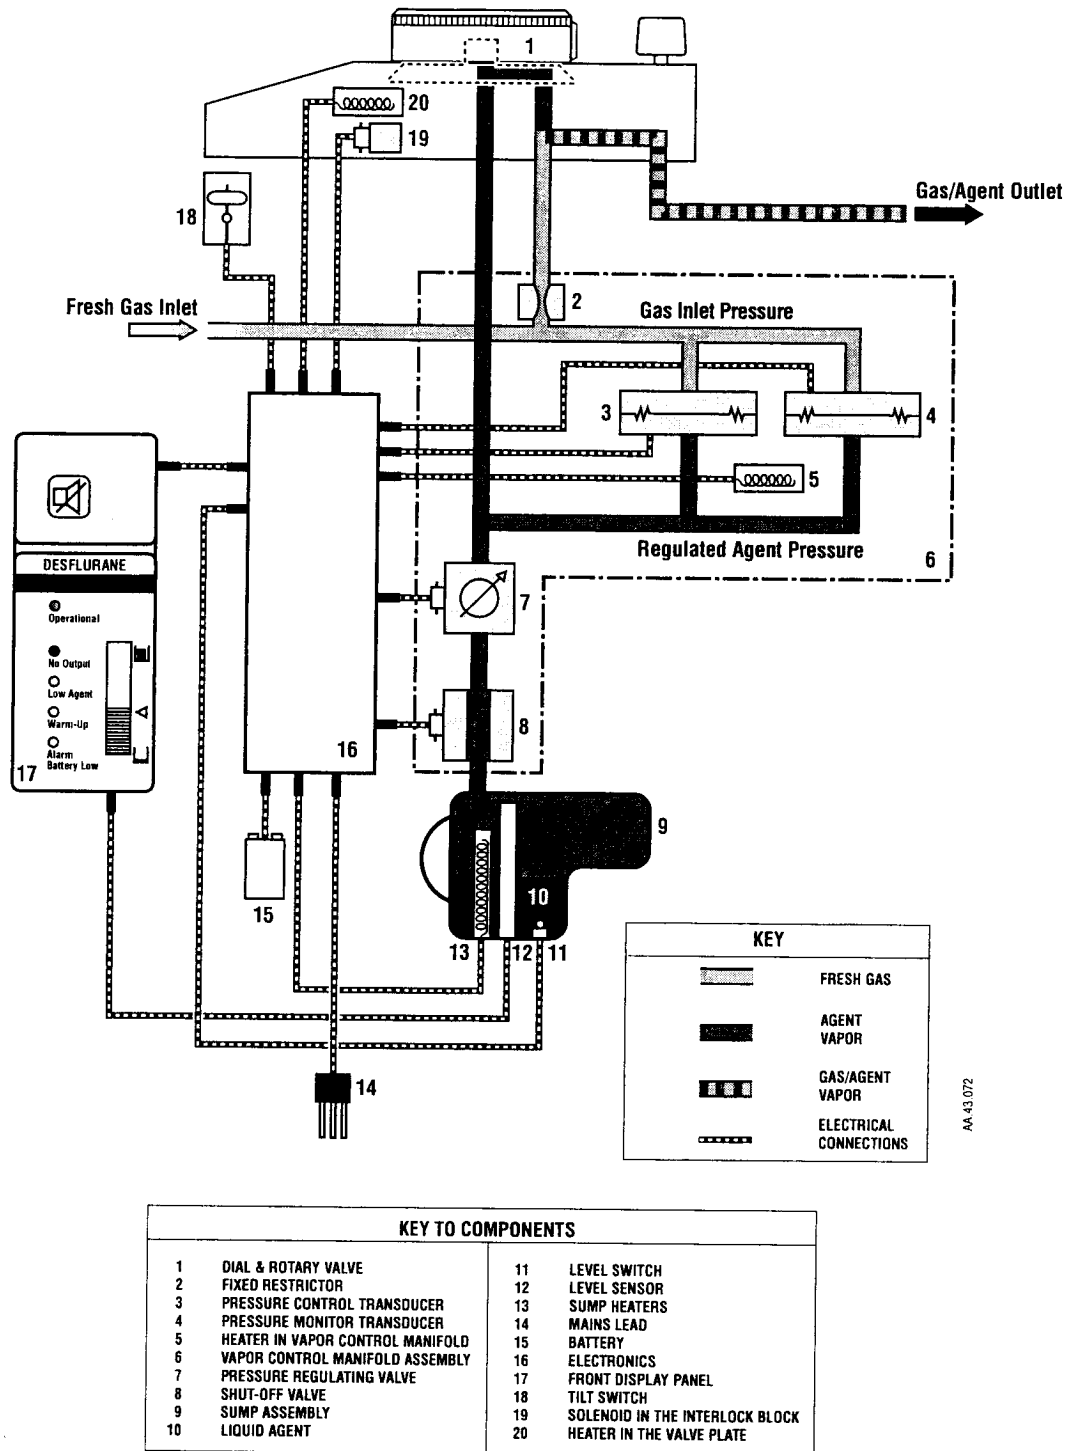 1
20
19
18
Gas/Agent Outlet
2
Fresh Gas Inlet
Gas Inlet Pressure
3
4
5
Regulated Agent Pressure
6
DESFLURANE
Operational
No Output
Low Agent
Warm-Up
Alarm
Battery Low
17
7
8
16
9
10
15
13
12
11
14
KEY
FRESH GAS
AGENT
VAPOR
GAS/AGENT
VAPOR
ELECTRICAL
CONNECTIONS
AA.43.072
KEY TO COMPONENTS
1 DIAL & ROTARY VALVE
2 FIXED RESTRICTOR
3 PRESSURE CONTROL TRANSDUCER
4 PRESSURE MONITOR TRANSDUCER
5 HEATER IN VAPOR CONTROL MANIFOLD
6 VAPOR CONTROL MANIFOLD ASSEMBLY
7 PRESSURE REGULATING VALVE
8 SHUT-OFF VALVE
9 SUMP ASSEMBLY
10 LIQUID AGENT
11 LEVEL SWITCH
12 LEVEL SENSOR
13 SUMP HEATERS
14 MAINS LEAD
15 BATTERY
16 ELECTRONICS
17 FRONT DISPLAY PANEL
18 TILT SWITCH
19 SOLENOID IN THE INTERLOCK BLOCK
20 HEATER IN THE VALVE PLATE